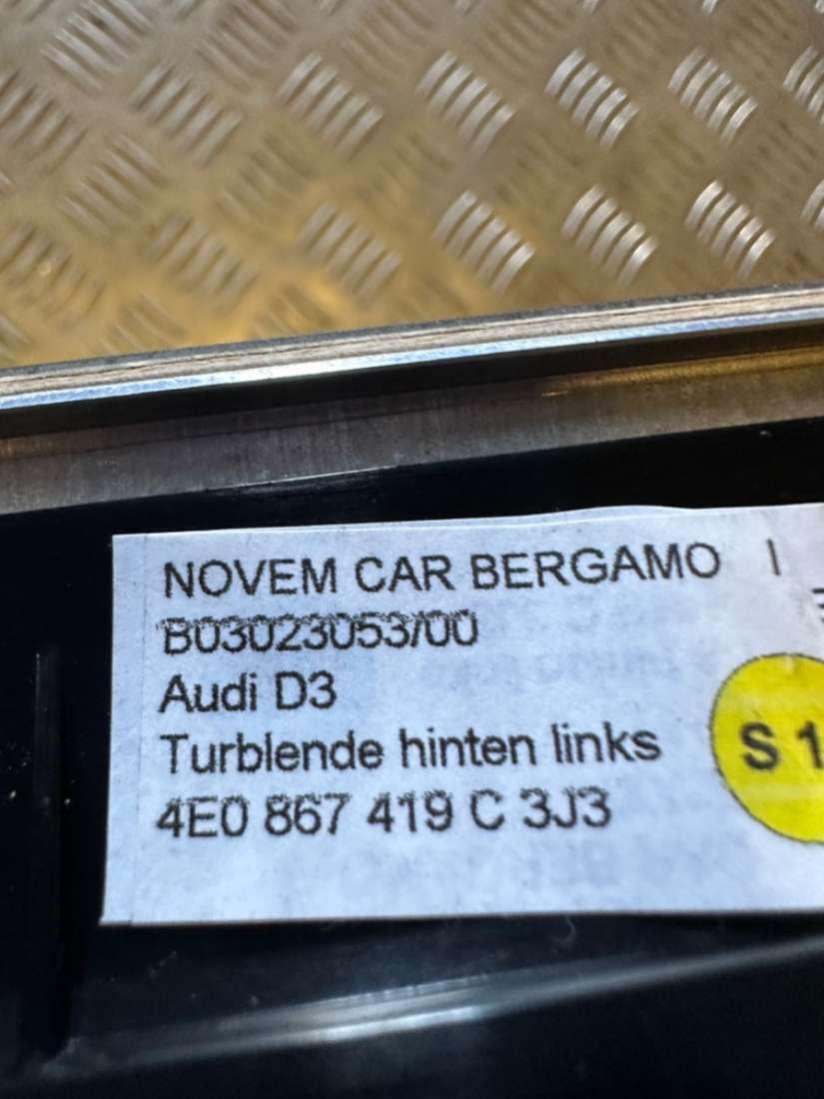 NOVEM CAR BERGAMO I
B03023053/00
Audi D3
Turblende hinten links
S 1
4E0 867 419 C 3J3